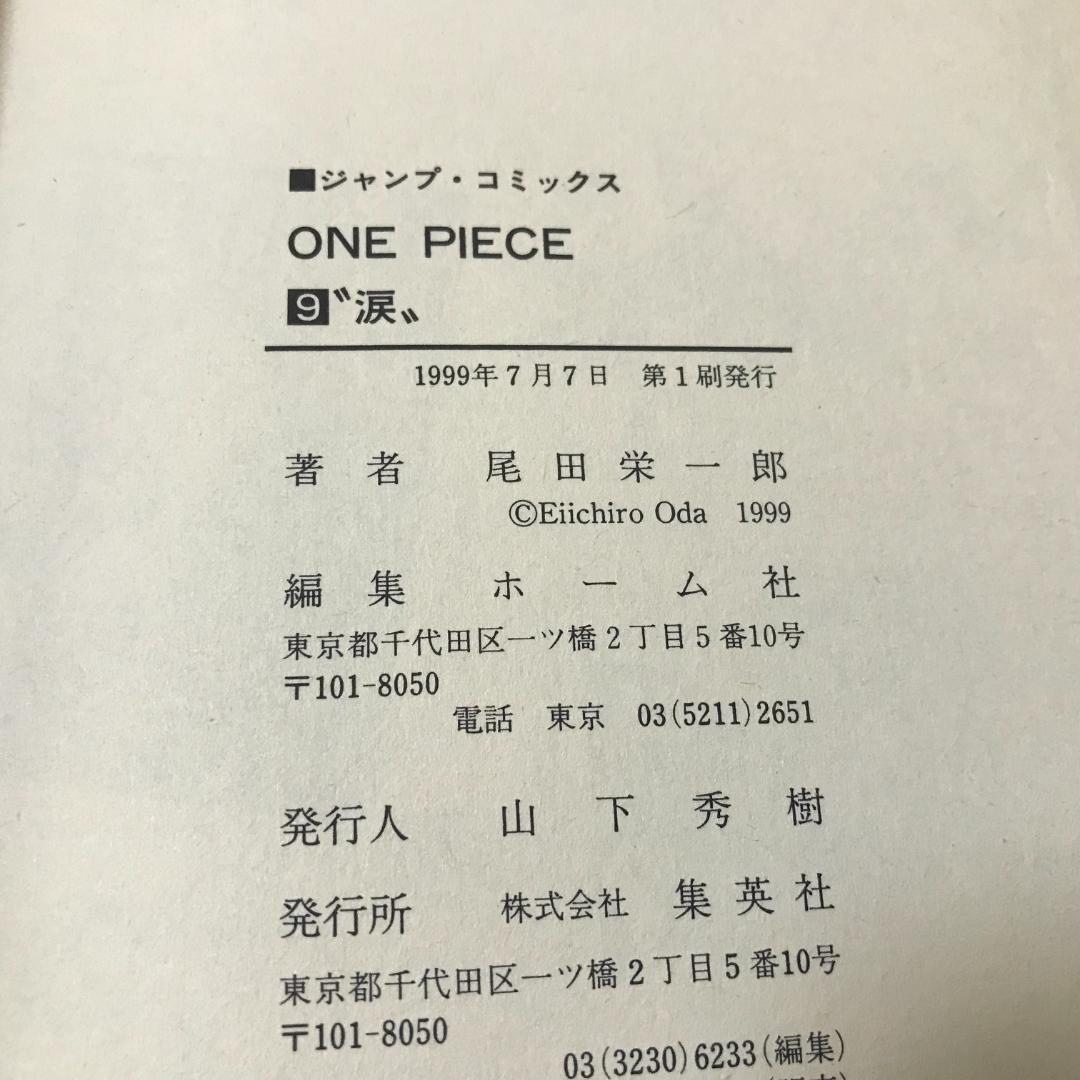 ■ジャンプ・コミックス
ONE PIECE
9〝涙〟
1999年7月7日 第1刷発行
著者 尾田栄一郎
©Eiichiro Oda 1999
編集 ホーム社
東京都千代田区一ツ橋2丁目5番10号
〒101-8050
電話 東京 03(5211)2651
発行人 山下秀樹
発行所 株式会社 集英社
東京都千代田区一ツ橋2丁目5番10号
〒101-8050
03(3230)6233(編集)